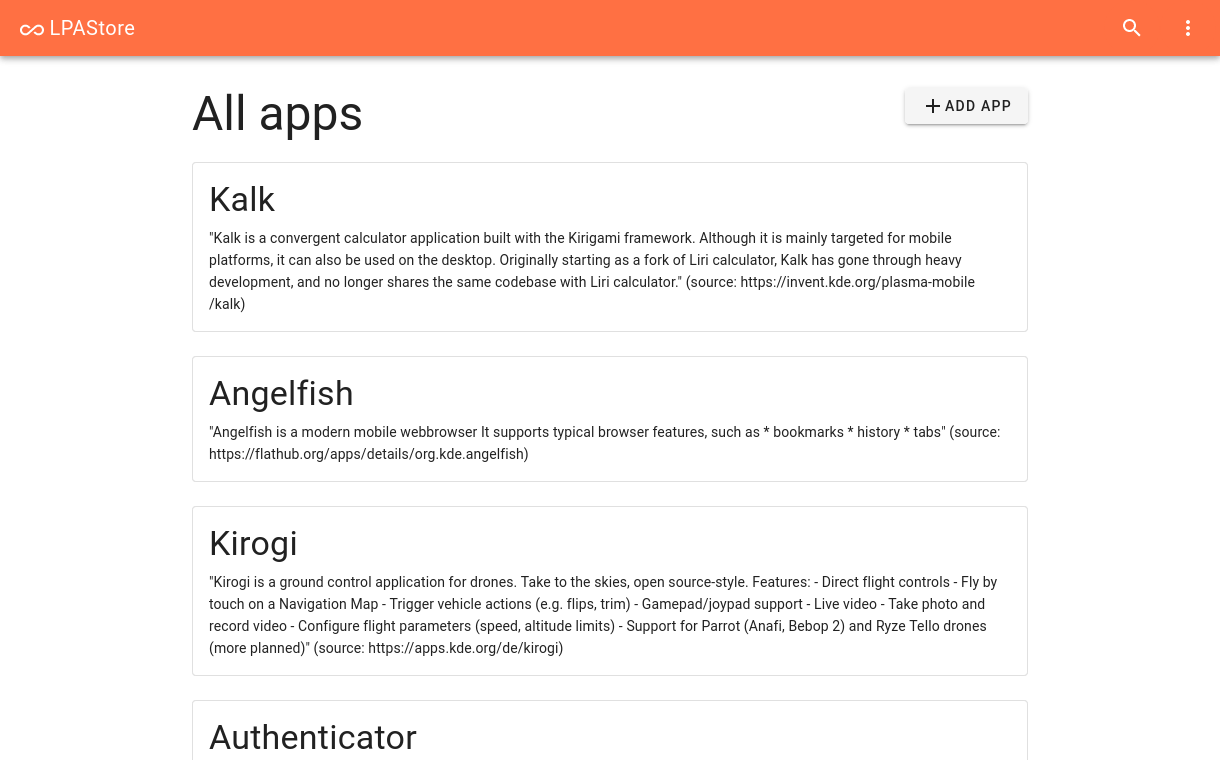 LPAStore
All apps
ADD APP
Kalk
"Kalk is a convergent calculator application built with the Kirigami framework. Although it is mainly targeted for mobile
platforms, it can also be used on the desktop. Originally starting as a fork of Liri calculator, Kalk has gone through heavy
development, and no longer shares the same codebase with Liri calculator." (source: https://invent.kde.org/plasma-mobile
/kalk)
Angelfish
"Angelfish is a modern mobile webbrowser It supports typical browser features, such as * bookmarks * history * tabs" (source:
https://flathub.org/apps/details/org.kde.angelfish)
Kirogi
"Kirogi is a ground control application for drones. Take to the skies, open source-style. Features: - Direct flight controls - Fly by
touch on a Navigation Map - Trigger vehicle actions (e.g. flips, trim) - Gamepad/joypad support - Live video - Take photo and
record video - Configure flight parameters (speed, altitude limits) - Support for Parrot (Anafi, Bebop 2) and Ryze Tello drones
(more planned)" (source: https://apps.kde.org/de/kirogi)
Authenticator